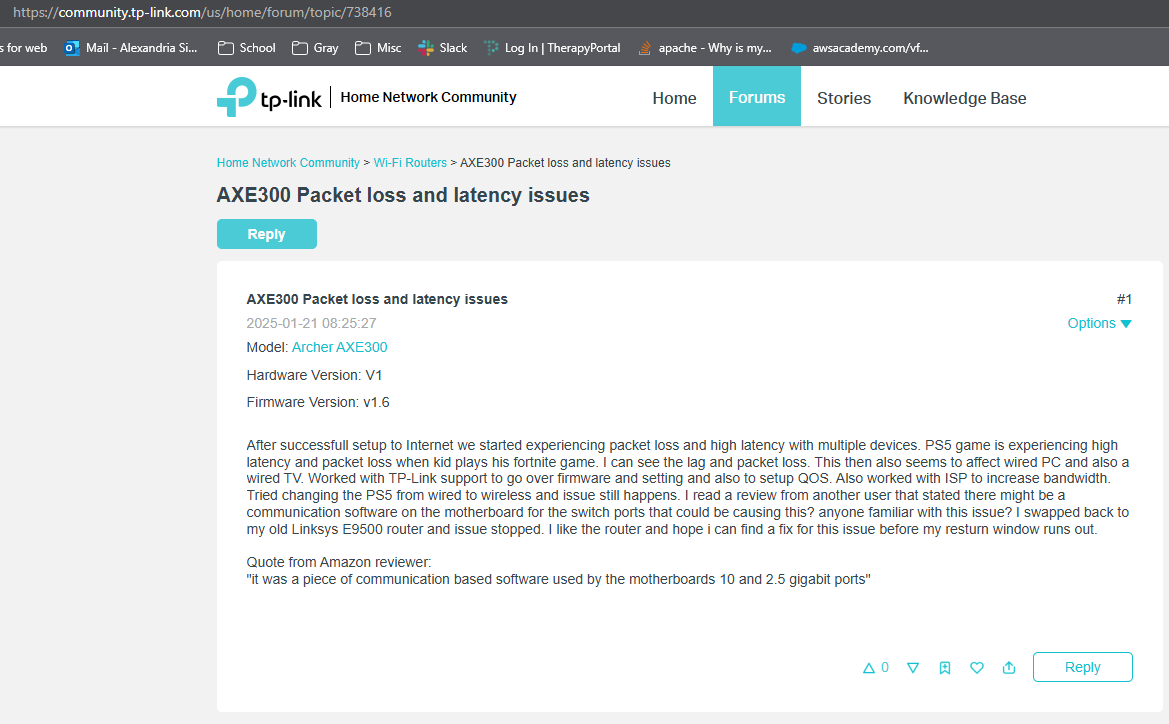 https://community.tp-link.com/us/home/forum/topic/738416
s for web Mail - Alexandria Si... School Gray Misc Slack Log In | TherapyPortal apache - Why is my... awsacademy.com/vf...
tp-link | Home Network Community Home Forums Stories Knowledge Base
Home Network Community > Wi-Fi Routers > AXE300 Packet loss and latency issues
AXE300 Packet loss and latency issues
Reply
AXE300 Packet loss and latency issues #1
2025-01-21 08:25:27 Options
Model: Archer AXE300
Hardware Version: V1
Firmware Version: v1.6
After successfull setup to Internet we started experiencing packet loss and high latency with multiple devices. PS5 game is experiencing high
latency and packet loss when kid plays his fortnite game. I can see the lag and packet loss. This then also seems to affect wired PC and also a
wired TV. Worked with TP-Link support to go over firmware and setting and also to setup QOS. Also worked with ISP to increase bandwidth.
Tried changing the PS5 from wired to wireless and issue still happens. I read a review from another user that stated there might be a
communication software on the motherboard for the switch ports that could be causing this? anyone familiar with this issue? I swapped back to
my old Linksys E9500 router and issue stopped. I like the router and hope i can find a fix for this issue before my resturn window runs out.
Quote from Amazon reviewer:
"it was a piece of communication based software used by the motherboards 10 and 2.5 gigabit ports"
0 Reply